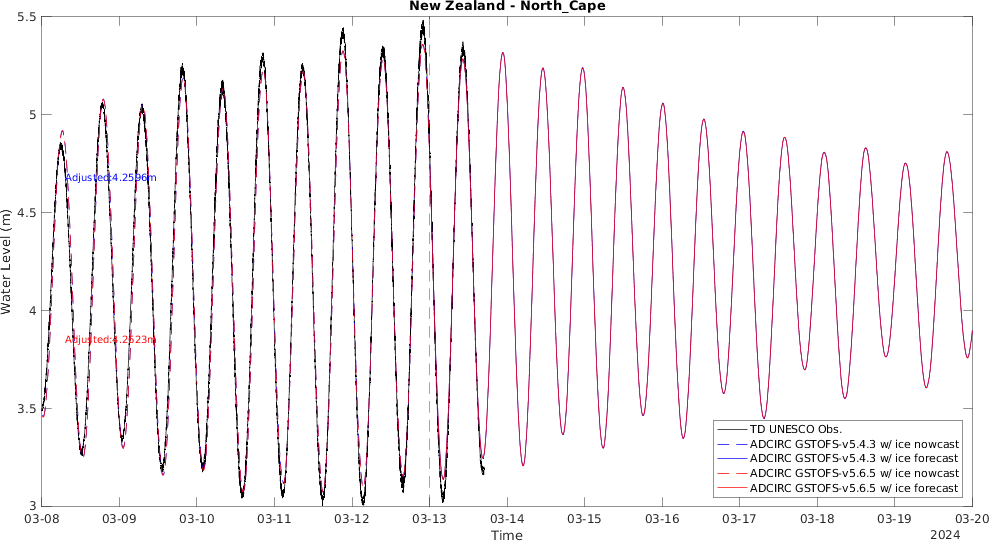 New Zealand - North_Cape
5.5
5
4.5
4
3.5
3
Water Level (m)
Adjusted:4.2596m
Adjusted:4.2523m
TD UNESCO Obs.
ADCIRC GSTOFS-v5.4.3 w/ ice nowcast
ADCIRC GSTOFS-v5.4.3 w/ ice forecast
ADCIRC GSTOFS-v5.6.5 w/ ice nowcast
ADCIRC GSTOFS-v5.6.5 w/ ice forecast
03-08 03-09 03-10 03-11 03-12 03-13 03-14 03-15 03-16 03-17 03-18 03-19 03-20
Time
2024